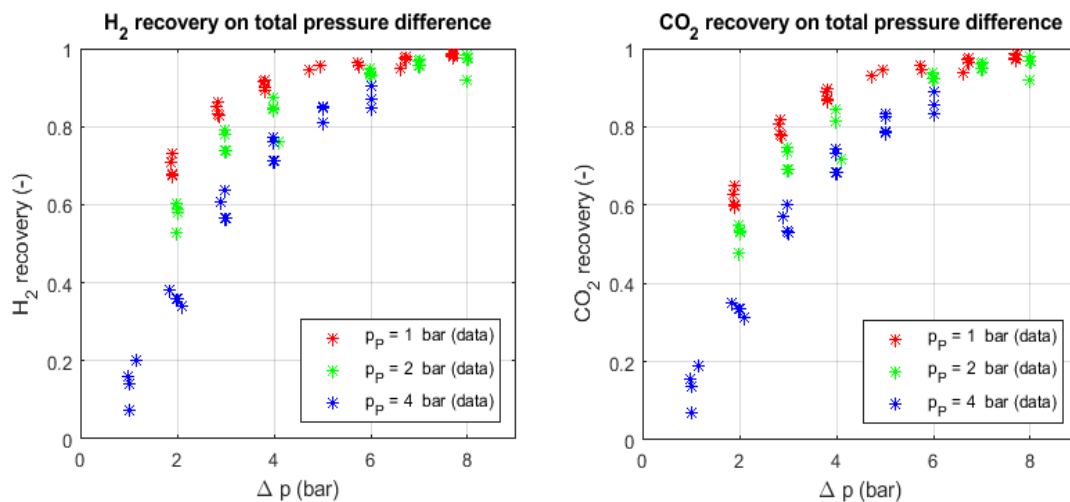 H2 recovery on total pressure difference
H2 recovery (-)
1
0.8
0.6
0.4
0.2
0
0 2 4 6 8
Δ p (bar)
pP = 1 bar (data)
pP = 2 bar (data)
pP = 4 bar (data)
CO2 recovery on total pressure difference
CO2 recovery (-)
1
0.8
0.6
0.4
0.2
0
0 2 4 6 8
Δ p (bar)
pP = 1 bar (data)
pP = 2 bar (data)
pP = 4 bar (data)